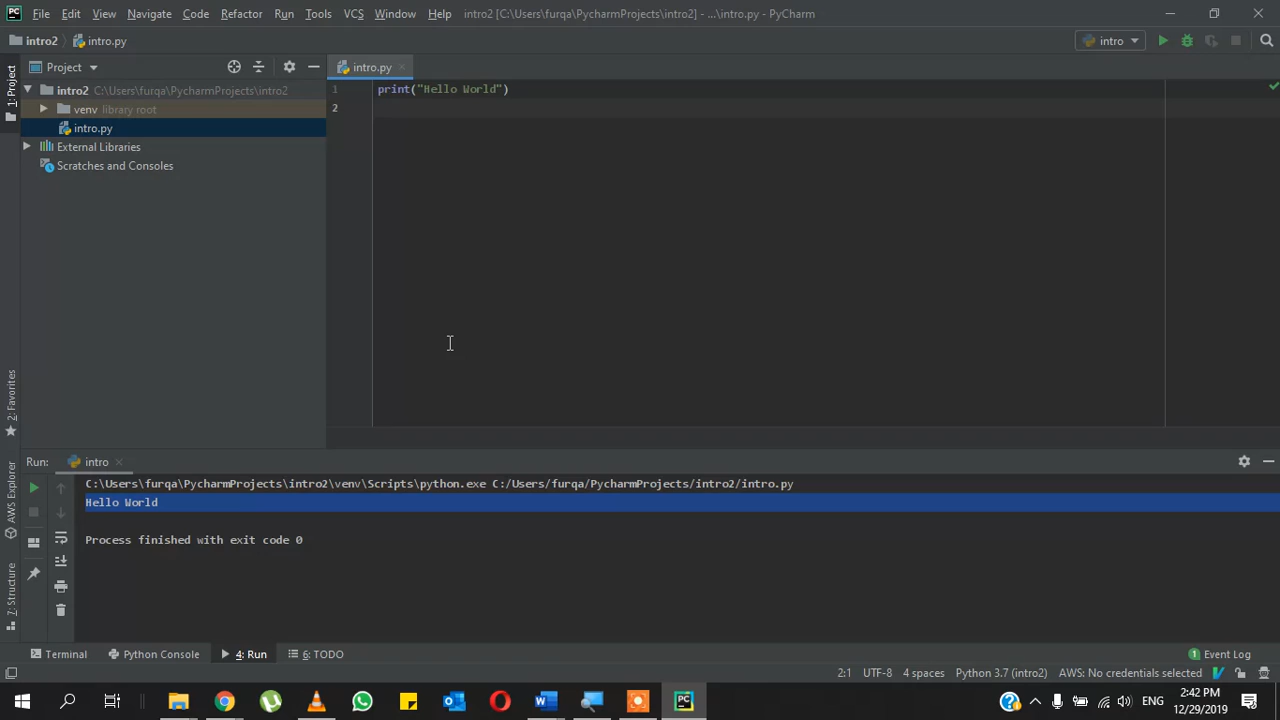 PC File Edit View Navigate Code Refactor Run Tools VCS Window Help intro2 [C:\Users\furqa\PycharmProjects\intro2] - ...\intro.py - PyCharm
intro2 intro.py intro
1: Project
Project
intro.py
intro2 C:\Users\furqa\PycharmProjects\intro2
venv library root
intro.py
External Libraries
Scratches and Consoles
1 print("Hello World")
2
2: Favorites
AWS Explorer
7: Structure
Run: intro
C:\Users\furqa\PycharmProjects\intro2\venv\Scripts\python.exe C:/Users/furqa/PycharmProjects/intro2/intro.py
Hello World
Process finished with exit code 0
Terminal Python Console 4: Run 6: TODO 1 Event Log
2:1 UTF-8 4 spaces Python 3.7 (intro2) AWS: No credentials selected
ENG 2:42 PM
12/29/2019